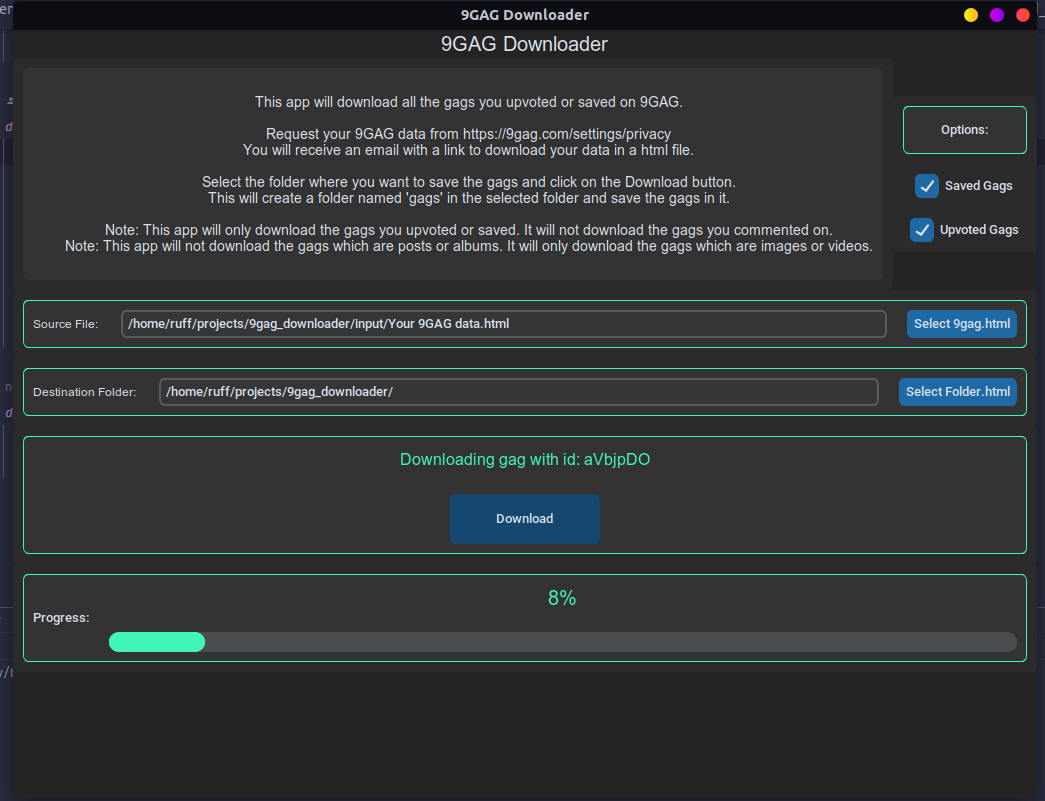 9GAG Downloader
9GAG Downloader
This app will download all the gags you upvoted or saved on 9GAG.
Request your 9GAG data from https://9gag.com/settings/privacy
You will receive an email with a link to download your data in a html file.
Select the folder where you want to save the gags and click on the Download button.
This will create a folder named 'gags' in the selected folder and save the gags in it.
Note: This app will only download the gags you upvoted or saved. It will not download the gags you commented on.
Note: This app will not download the gags which are posts or albums. It will only download the gags which are images or videos.
Options:
Saved Gags
Upvoted Gags
Source File:
/home/ruff/projects/9gag_downloader/input/Your 9GAG data.html
Select 9gag.html
Destination Folder:
/home/ruff/projects/9gag_downloader/
Select Folder.html
Downloading gag with id: aVbjpDO
Download
8%
Progress: